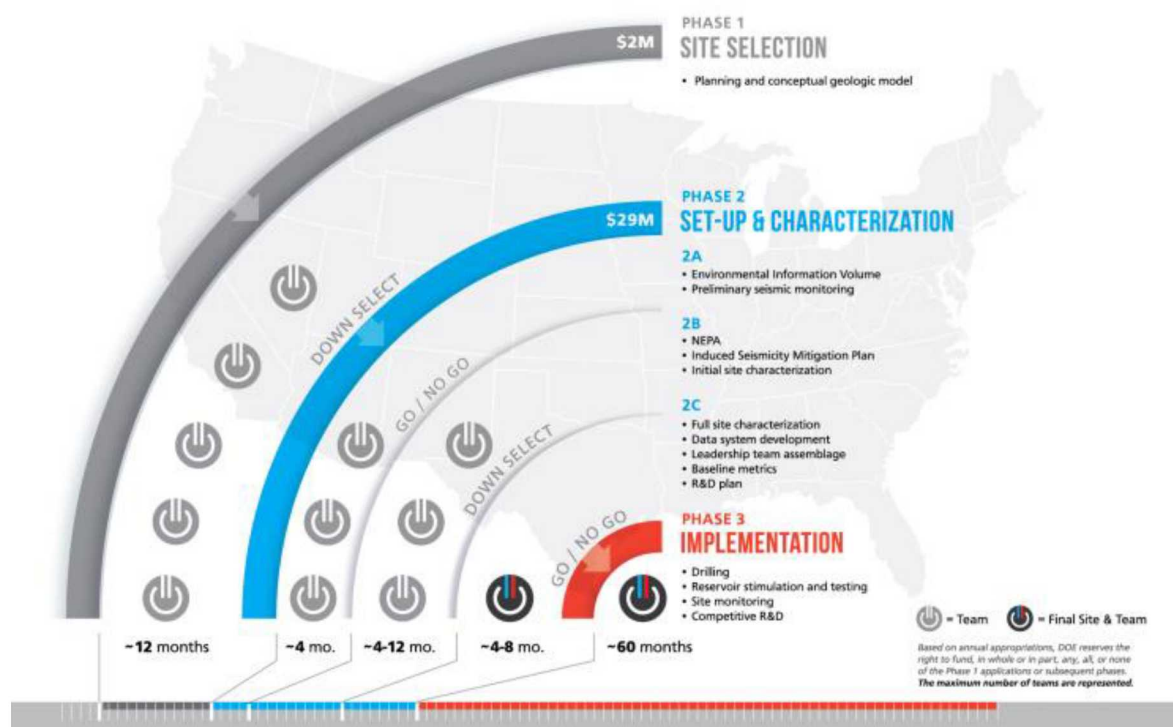 PHASE 1
$2M
SITE SELECTION
• Planning and conceptual geologic model
PHASE 2
$29M
SET-UP & CHARACTERIZATION
2A
• Environmental Information Volume
• Preliminary seismic monitoring
DOWN SELECT
2B
• NEPA
• Induced Seismicity Mitigation Plan
• Initial site characterization
GO / NO GO
2C
• Full site characterization
• Data system development
• Leadership team assemblage
• Baseline metrics
• R&D plan
DOWN SELECT
PHASE 3
IMPLEMENTATION
GO / NO GO
• Drilling
• Reservoir stimulation and testing
• Site monitoring
• Competitive R&D
= Team
= Final Site & Team
~12 months
~4 mo.
~4-12 mo.
~4-8 mo.
~60 months
Based on annual appropriations, DOE reserves the
right to fund, in whole or in part, any, all, or none
of the Phase 1 applications or subsequent phases.
The maximum number of teams are represented.